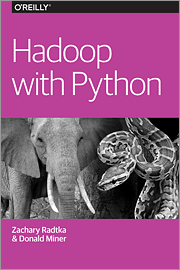 O'REILLY®
Hadoop
with Python
Zachary Radtka
& Donald Miner